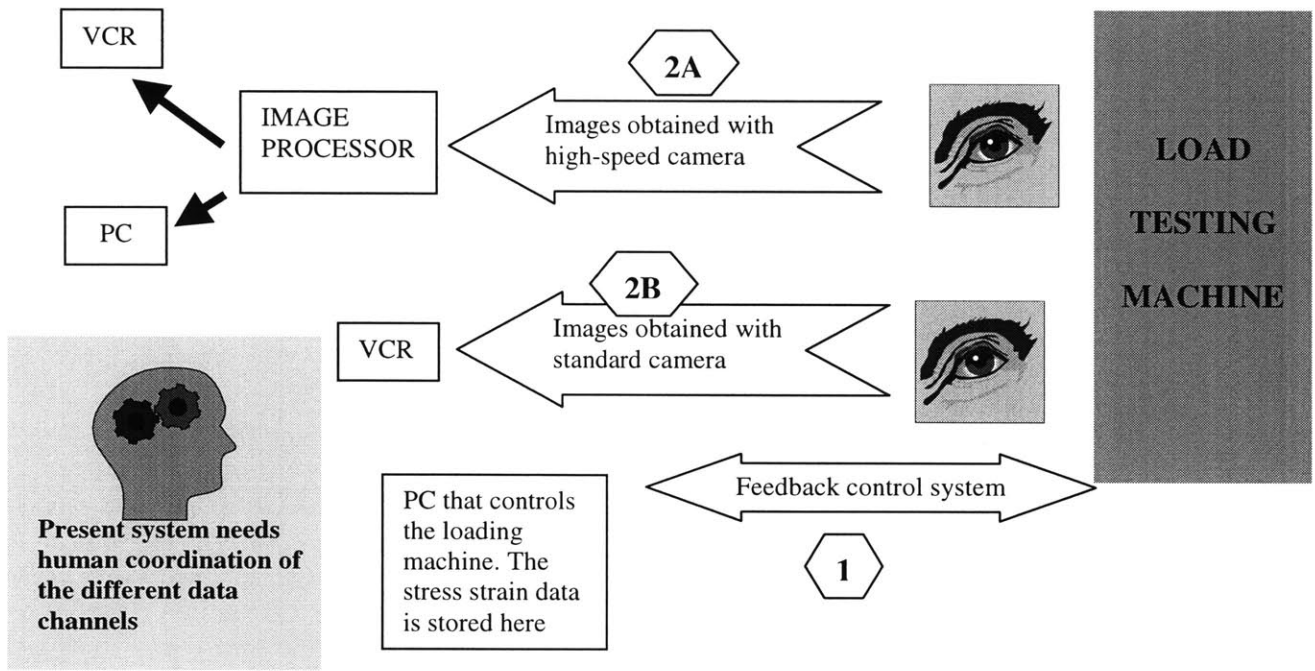 VCR
2A
IMAGE
PROCESSOR
Images obtained with
high-speed camera
LOAD
TESTING
MACHINE
PC
2B
VCR
Images obtained with
standard camera
Present system needs
human coordination of
the different data
channels
PC that controls
the loading
machine. The
stress strain data
is stored here
Feedback control system
1